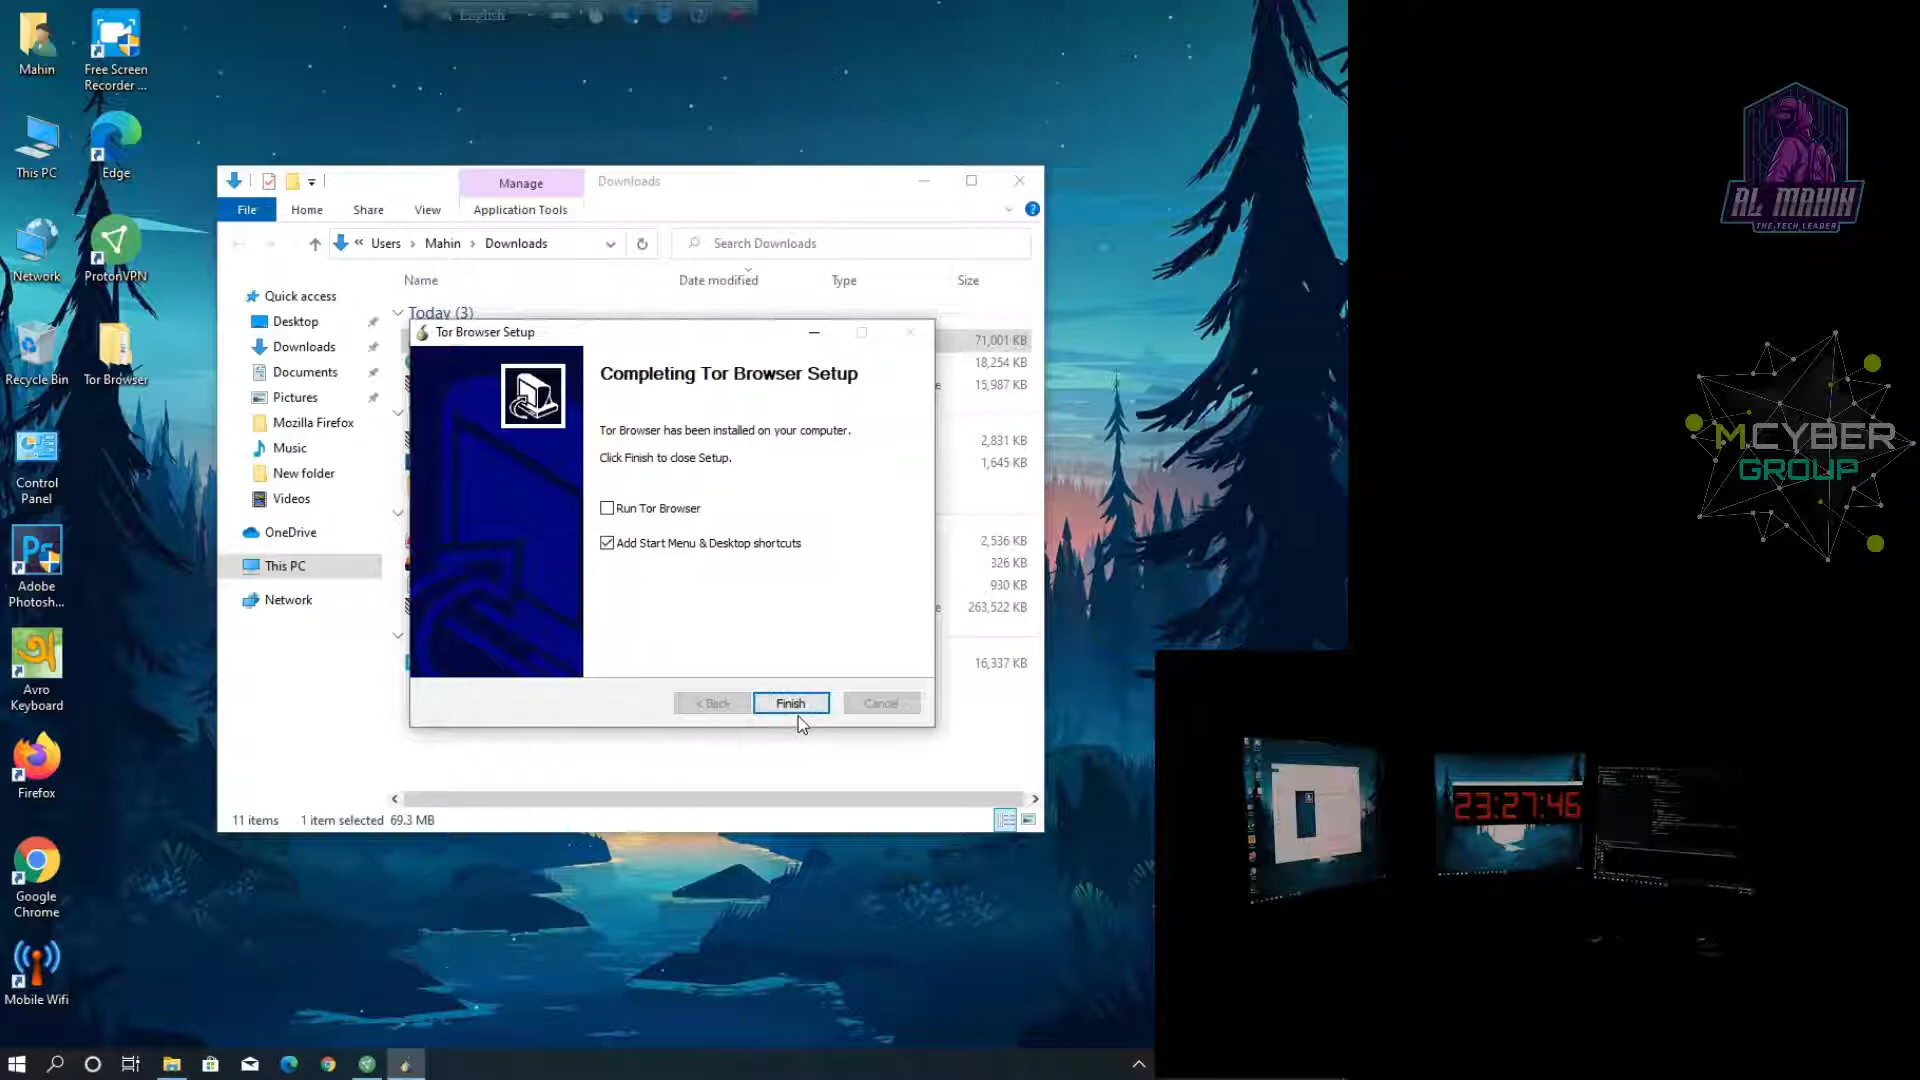 English
Mahin
Free Screen
Recorder ...
This PC
Edge
Network
ProtonVPN
Recycle Bin
Tor Browser
Control
Panel
Ps
Adobe
Photosh...
অ
Avro
Keyboard
Firefox
Google
Chrome
Mobile Wifi
Manage
Downloads
File
Home
Share
View
Application Tools
« Users › Mahin › Downloads
Search Downloads
Name
Date modified
Type
Size
Quick access
Desktop
Downloads
Documents
Pictures
Mozilla Firefox
Music
New folder
Videos
OneDrive
This PC
Network
Today (3)
71,001 KB
18,254 KB
15,987 KB
2,831 KB
1,645 KB
2,536 KB
326 KB
930 KB
263,522 KB
16,337 KB
Tor Browser Setup
Completing Tor Browser Setup
Tor Browser has been installed on your computer.
Click Finish to close Setup.
Run Tor Browser
Add Start Menu & Desktop shortcuts
< Back
Finish
Cancel
11 items
1 item selected 69.3 MB
AL MAHIN
THE TECH LEADER
MCYBER
GROUP
23:27:46